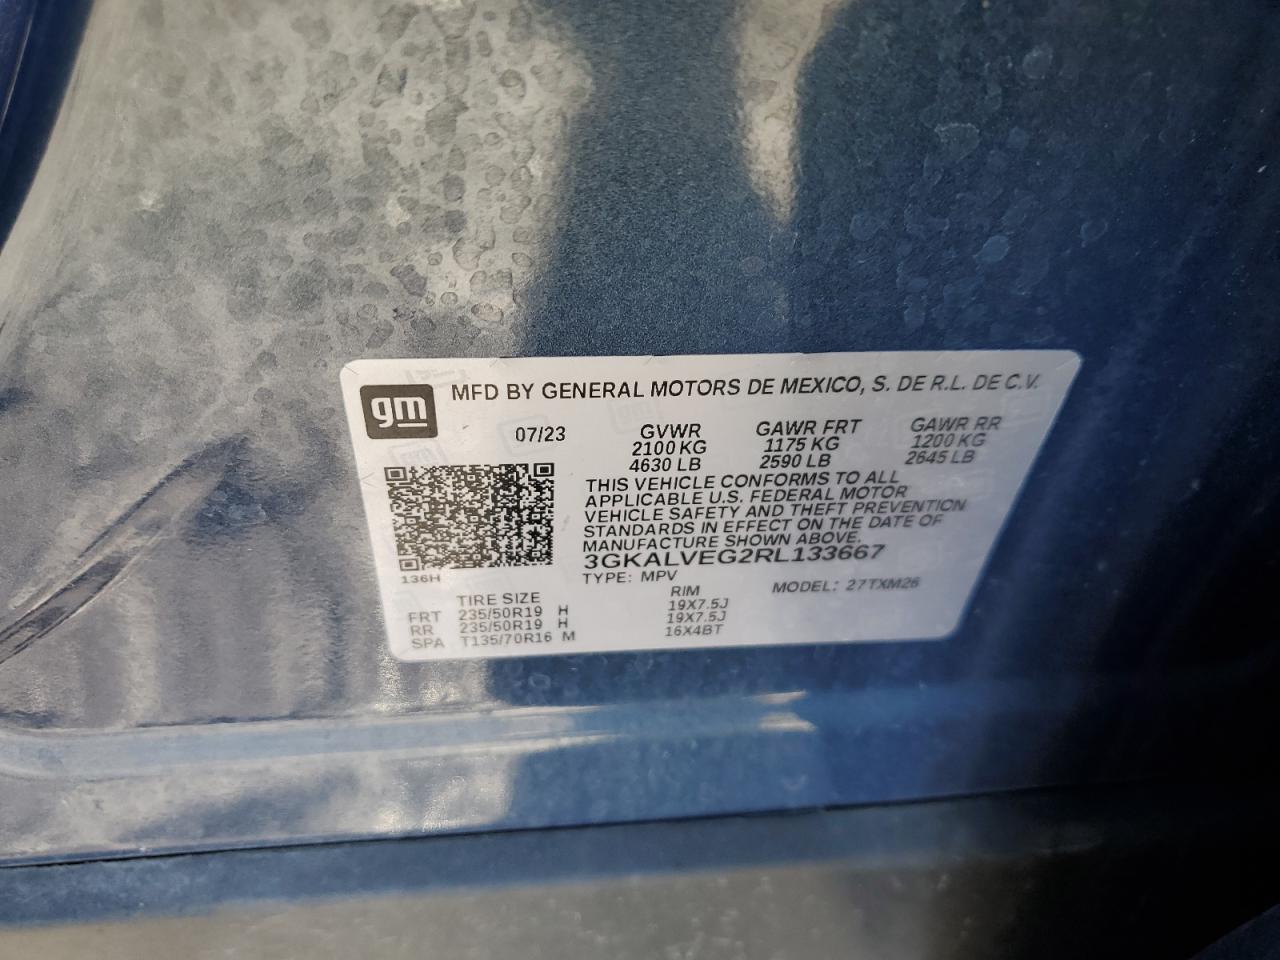 gm MFD BY GENERAL MOTORS DE MEXICO, S. DE R.L. DE C.V.
07/23 GVWR GAWR FRT GAWR RR
2100 KG 1175 KG 1200 KG
4630 LB 2590 LB 2645 LB
THIS VEHICLE CONFORMS TO ALL
APPLICABLE U.S. FEDERAL MOTOR
VEHICLE SAFETY AND THEFT PREVENTION
STANDARDS IN EFFECT ON THE DATE OF
MANUFACTURE SHOWN ABOVE.
3GKALVEG2RL133667
136H TYPE: MPV MODEL: 27TXM26
TIRE SIZE RIM
FRT 235/50R19 H 19X7.5J
RR 235/50R19 H 19X7.5J
SPA T135/70R16 M 16X4BT